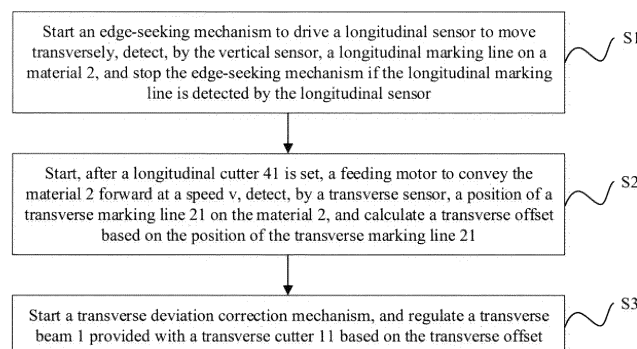 Start an edge-seeking mechanism to drive a longitudinal sensor to move
transversely, detect, by the vertical sensor, a longitudinal marking line on a
material 2, and stop the edge-seeking mechanism if the longitudinal marking
line is detected by the longitudinal sensor
S1
Start, after a longitudinal cutter 41 is set, a feeding motor to convey the
material 2 forward at a speed v, detect, by a transverse sensor, a position of a
transverse marking line 21 on the material 2, and calculate a transverse offset
based on the position of the transverse marking line 21
S2
Start a transverse deviation correction mechanism, and regulate a transverse
beam 1 provided with a transverse cutter 11 based on the transverse offset
S3